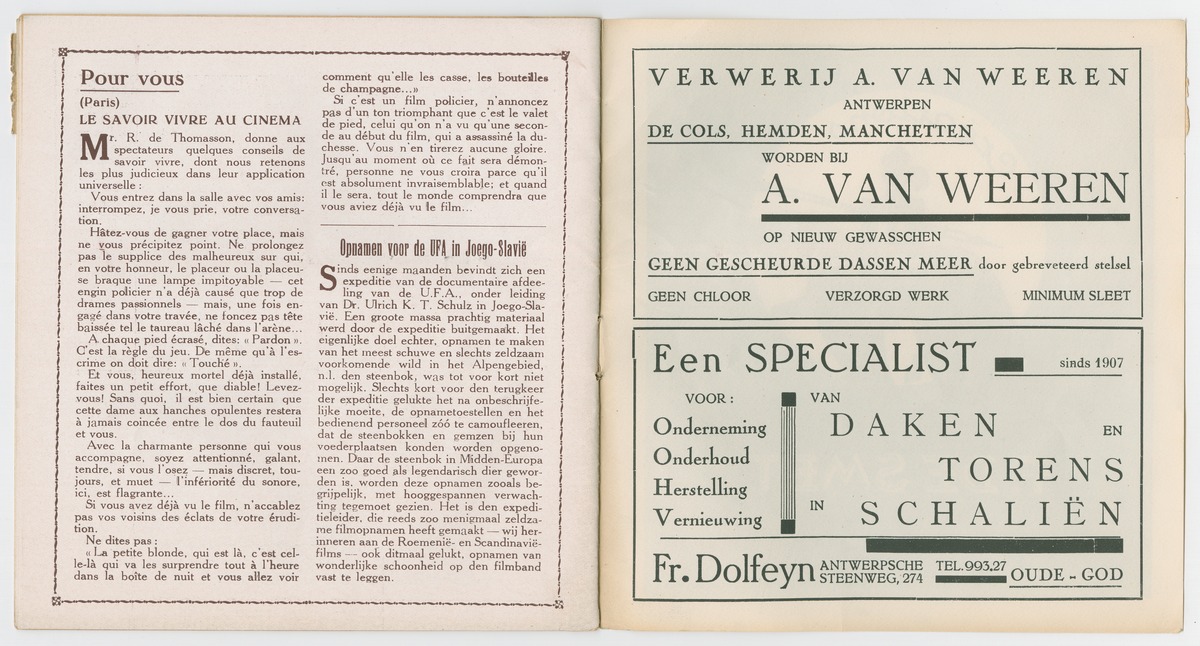 Pour vous
(Paris)
LE SAVOIR VIVRE AU CINEMA
Mr. R. de Thomasson, donne aux
spectateurs quelques conseils de
savoir vivre, dont nous retenons
les plus judicieux dans leur application
universelle :
Vous entrez dans la salle avec vos amis:
interrompez, je vous prie, votre conversa-
tion.
Hâtez-vous de gagner votre place, mais
ne vous précipitez point. Ne prolongez
pas le supplice des malheureux sur qui,
en votre honneur, le placeur ou la placeu-
se braque une lampe impitoyable — cet
engin policier n'a déjà causé que trop de
drames passionnels — mais, une fois en-
gagé dans votre travée, ne foncez pas tête
baissée tel le taureau lâché dans l'arène...
A chaque pied écrasé, dites: « Pardon ».
C'est la règle du jeu. De même qu'à l'es-
crime on doit dire: « Touché ».
Et vous, heureux mortel déjà installé,
faites un petit effort, que diable! Levez-
vous! Sans quoi, il est bien certain que
cette dame aux hanches opulentes restera
à jamais coincée entre le dos du fauteuil
et vous.
Avec la charmante personne qui vous
accompagne, soyez attentionné, galant,
tendre, si vous l'osez — mais discret, tou-
jours, et muet — l'infériorité du sonore,
ici, est flagrante...
Si vous avez déjà vu le film, n'accablez
pas vos voisins des éclats de votre érudi-
tion.
Ne dites pas :
« La petite blonde, qui est là, c'est cel-
le-là qui va les surprendre tout à l'heure
dans la boîte de nuit et vous allez voir
comment qu'elle les casse, les bouteilles
de champagne...»
Si c'est un film policier, n'annoncez
pas d'un ton triomphant que c'est le valet
de pied, celui qu'on n'a vu qu'une secon-
de au début du film, qui a assassiné la du-
chesse. Vous n'en tirerez aucune gloire.
Jusqu'au moment où ce fait sera démon-
tré, personne ne vous croira parce qu'il
est absolument invraisemblable; et quand
il le sera, tout le monde comprendra que
vous aviez déjà vu le film...
Opnamen voor de UFA in Joego-Slavië
Sinds eenige maanden bevindt zich een
expeditie van de documentaire afdee-
ling van de U.F.A., onder leiding
van Dr. Ulrich K. T. Schulz in Joego-Sla-
vië. Een groote massa prachtig materiaal
werd door de expeditie buitgemaakt. Het
eigenlijke doel echter, opnamen te maken
van het meest schuwe en slechts zeldzaam
voorkomende wild in het Alpengebied,
n.l. den steenbok, was tot voor kort niet
mogelijk. Slechts kort voor den terugkeer
der expeditie gelukte het na onbeschrijfe-
lijke moeite, de opnametoestellen en het
bedienend personeel zóó te camoufleeren,
dat de steenbokken en gemzen bij hun
voederplaatsen konden worden opgeno-
men. Daar de steenbok in Midden-Europa
een zoo goed als legendarisch dier gewor-
den is, worden deze opnamen zooals be-
grijpelijk, met hooggespannen verwach-
ting tegemoet gezien. Het is den expedi-
tieleider, die reeds zoo menigmaal zeldza-
me filmopnamen heeft gemaakt — wij her-
inneren aan de Roemenië- en Scandinavië-
films — ook ditmaal gelukt, opnamen van
wonderlijke schoonheid op den filmband
vast te leggen.
VERWERIJ A. VAN WEEREN
ANTWERPEN
DE COLS, HEMDEN, MANCHETTEN
WORDEN BIJ
A. VAN WEEREN
OP NIEUW GEWASSCHEN
GEEN GESCHEURDE DASSEN MEER door gebreveteerd stelsel
GEEN CHLOOR VERZORGD WERK MINIMUM SLEET
Een SPECIALIST sinds 1907
VOOR : VAN
Onderneming DAKEN EN
Onderhoud
Herstelling TORENS
Vernieuwing IN SCHALIËN
Fr. Dolfeyn ANTWERPSCHE
STEENWEG, 274 TEL. 993,27
OUDE - GOD